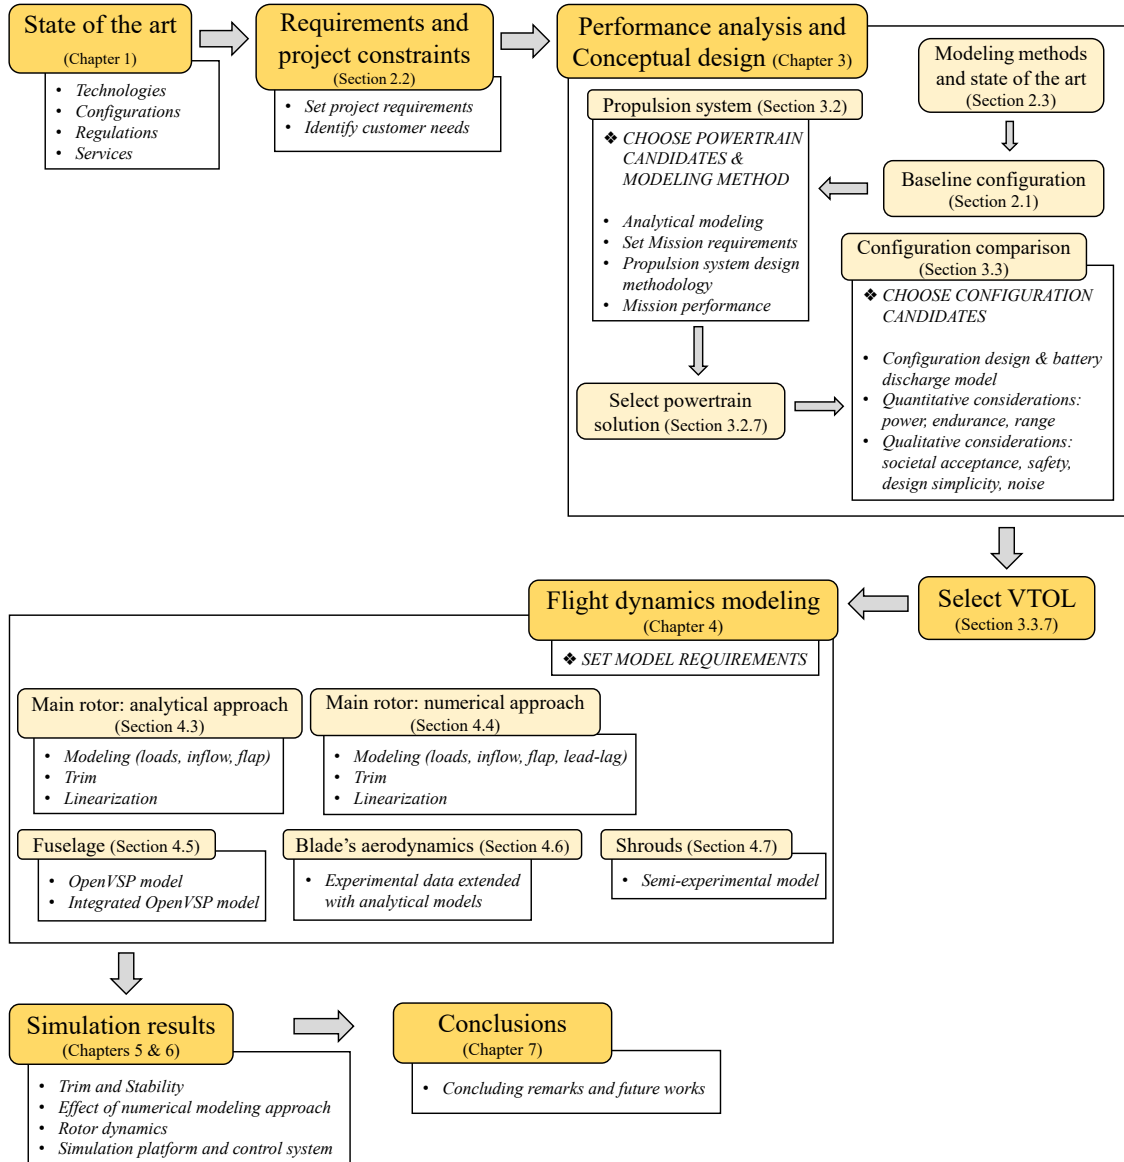 State of the art
(Chapter 1)
• Technologies
• Configurations
• Regulations
• Services
Requirements and
project constraints
(Section 2.2)
• Set project requirements
• Identify customer needs
Performance analysis and
Conceptual design (Chapter 3)
Modeling methods
and state of the art
(Section 2.3)
Baseline configuration
(Section 2.1)
Propulsion system (Section 3.2)
❖ CHOOSE POWERTRAIN
CANDIDATES &
MODELING METHOD
• Analytical modeling
• Set Mission requirements
• Propulsion system design
methodology
• Mission performance
Select powertrain
solution (Section 3.2.7)
Configuration comparison
(Section 3.3)
❖ CHOOSE CONFIGURATION
CANDIDATES
• Configuration design & battery
discharge model
• Quantitative considerations:
power, endurance, range
• Qualitative considerations:
societal acceptance, safety,
design simplicity, noise
Select VTOL
(Section 3.3.7)
Flight dynamics modeling
(Chapter 4)
❖ SET MODEL REQUIREMENTS
Main rotor: analytical approach
(Section 4.3)
• Modeling (loads, inflow, flap)
• Trim
• Linearization
Main rotor: numerical approach
(Section 4.4)
• Modeling (loads, inflow, flap, lead-lag)
• Trim
• Linearization
Fuselage (Section 4.5)
• OpenVSP model
• Integrated OpenVSP model
Blade’s aerodynamics (Section 4.6)
• Experimental data extended
with analytical models
Shrouds (Section 4.7)
• Semi-experimental model
Simulation results
(Chapters 5 & 6)
• Trim and Stability
• Effect of numerical modeling approach
• Rotor dynamics
• Simulation platform and control system
Conclusions
(Chapter 7)
• Concluding remarks and future works